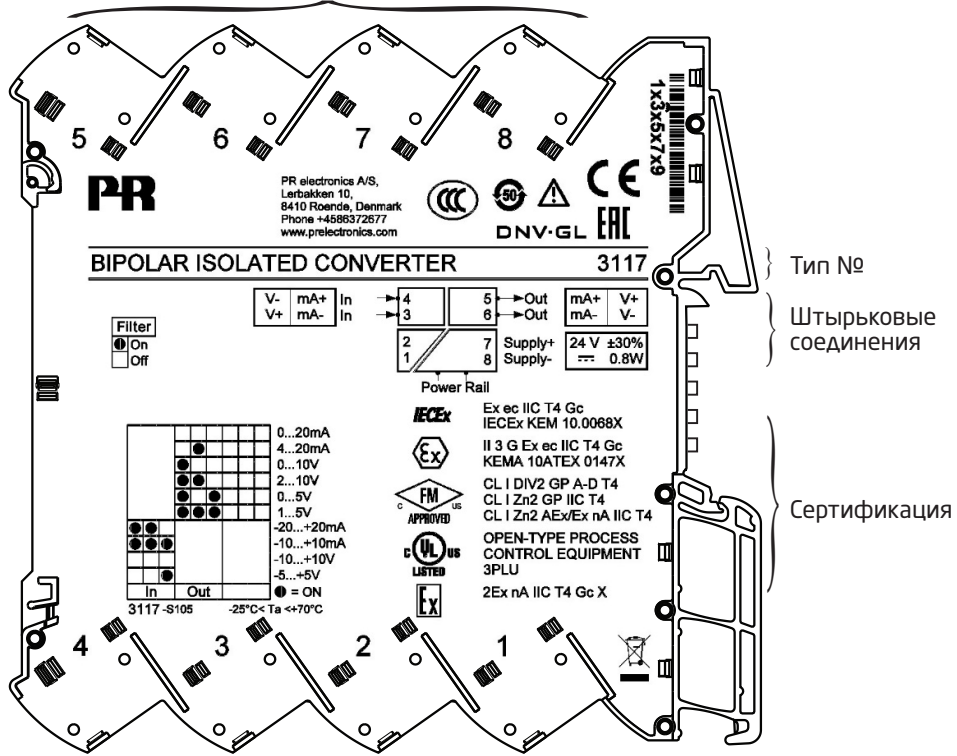 5
6
7
8
1x3x5x7x9
PR
PR electronics A/S,
Lerbakken 10,
8410 Roende, Denmark
Phone +4586372677
www.prelectronics.com
CCC
50
CE
DNV·GL
EAC
BIPOLAR ISOLATED CONVERTER 3117
Тип №
V- mA+ In 4 5 Out mA+ V+
V+ mA- In 3 6 Out mA- V-
2 7 Supply+ 24 V ±30%
1 8 Supply- 0.8W
Power Rail
Штырьковые
соединения
Filter
On
Off
IECEx
Ex ec IIC T4 Gc
IECEx KEM 10.0068X
Ex
II 3 G Ex ec IIC T4 Gc
KEMA 10ATEX 0147X
C FM US
APPROVED
CL I DIV2 GP A-D T4
CL I Zn2 GP IIC T4
CL I Zn2 AEx/Ex nA IIC T4
C UL US
LISTED
OPEN-TYPE PROCESS
CONTROL EQUIPMENT
3PLU
Ex
2Ex nA IIC T4 Gc X
Сертификация
0...20mA
4...20mA
0...10V
2...10V
0...5V
1...5V
-20...+20mA
-10...+10mA
-10...+10V
-5...+5V
In Out = ON
3117 -S105 -25°C< Ta <+70°C
4
3
2
1